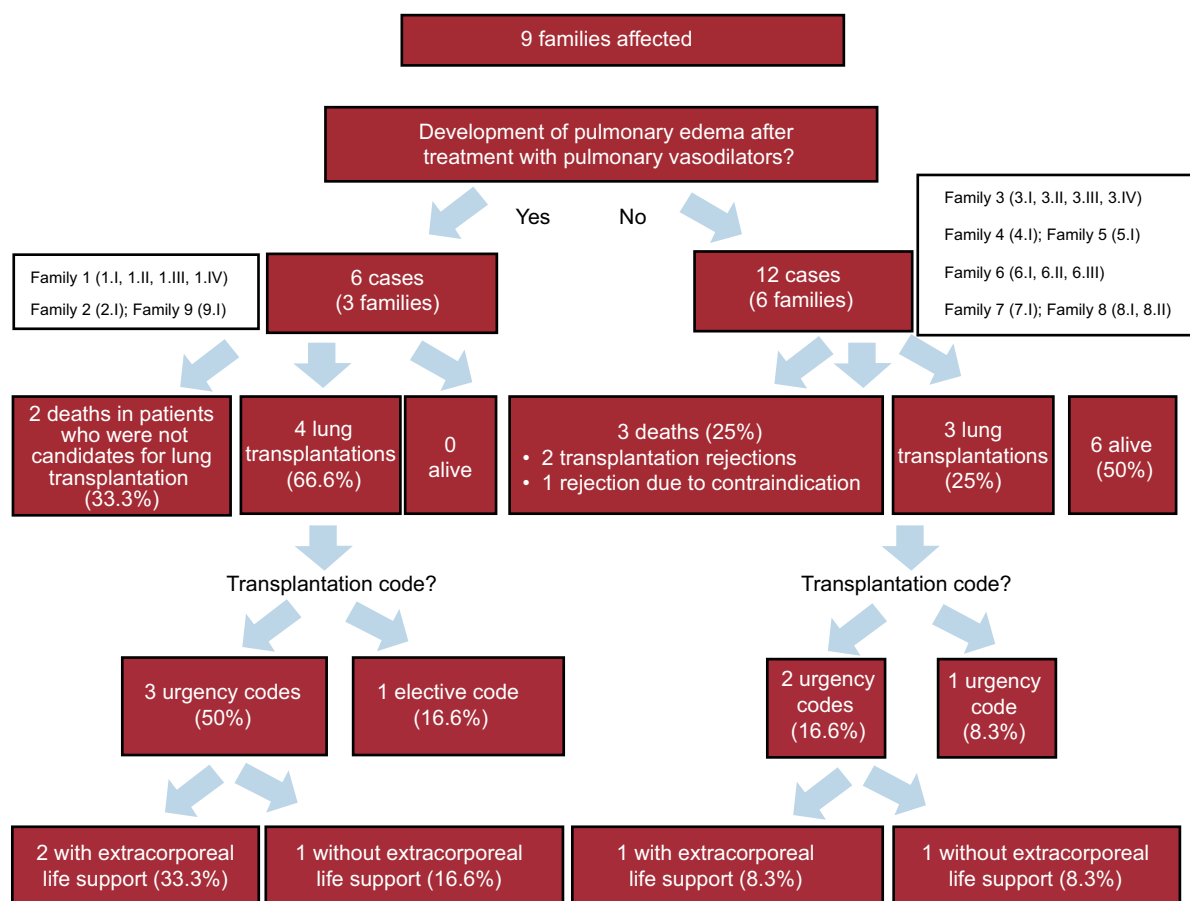 9 families affected
Development of pulmonary edema after
treatment with pulmonary vasodilators?
Yes
No
Family 1 (1.I, 1.II, 1.III, 1.IV)
Family 2 (2.I); Family 9 (9.I)
6 cases
(3 families)
12 cases
(6 families)
Family 3 (3.I, 3.II, 3.III, 3.IV)
Family 4 (4.I); Family 5 (5.I)
Family 6 (6.I, 6.II, 6.III)
Family 7 (7.I); Family 8 (8.I, 8.II)
2 deaths in patients
who were not
candidates for lung
transplantation
(33.3%)
4 lung
transplantations
(66.6%)
0
alive
3 deaths (25%)
• 2 transplantation rejections
• 1 rejection due to contraindication
3 lung
transplantations
(25%)
6 alive
(50%)
Transplantation code?
Transplantation code?
3 urgency codes
(50%)
1 elective code
(16.6%)
2 urgency
codes
(16.6%)
1 urgency
code
(8.3%)
2 with extracorporeal
life support (33.3%)
1 without extracorporeal
life support (16.6%)
1 with extracorporeal
life support (8.3%)
1 without extracorporeal
life support (8.3%)